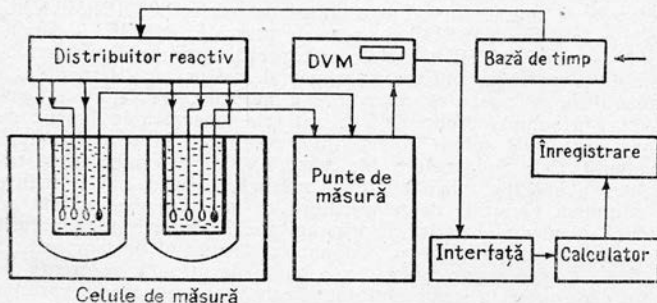 Distribuitor reactiv
DVM
Bază de timp
Punte de
măsură
Înregistrare
Interfață
Calculator
Celule de măsură